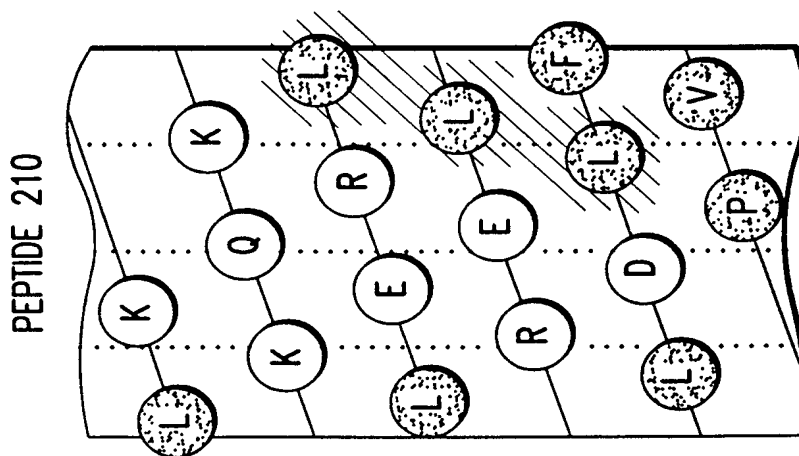 PEPTIDE 210
L K
K Q K
L E R L
R E L
L D L F
P V